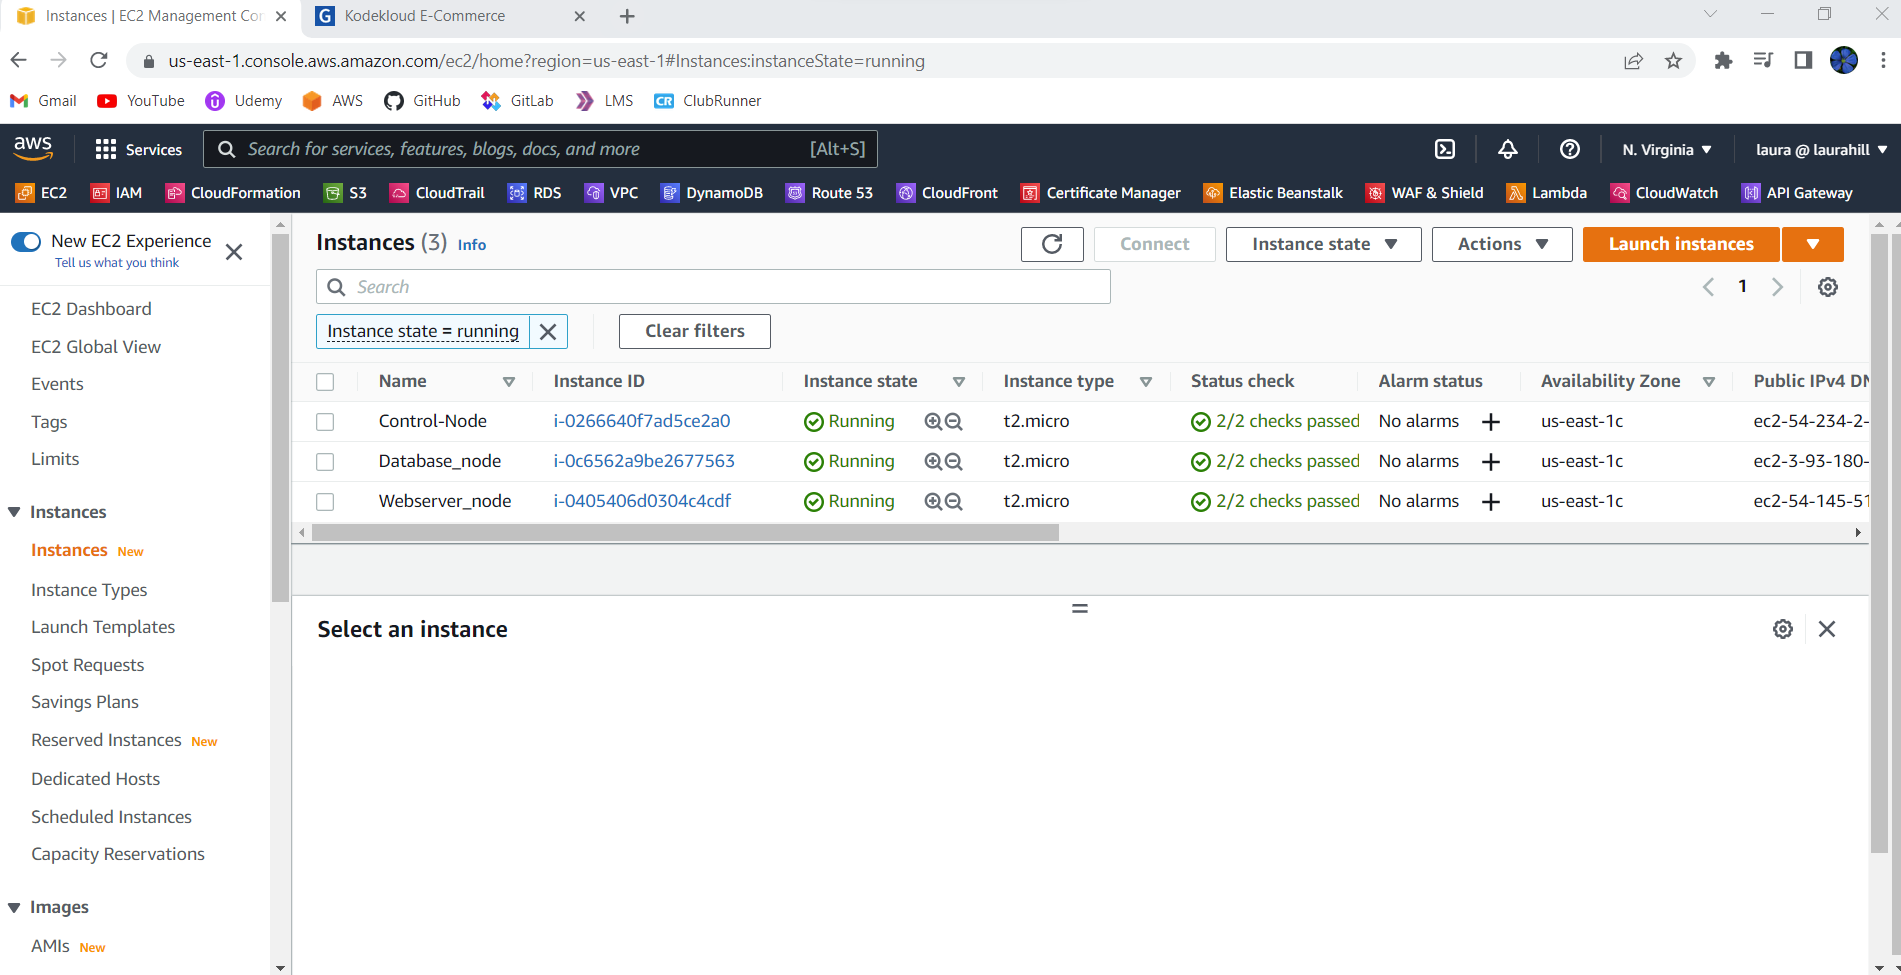 Instances | EC2 Management Con
Kodekloud E-Commerce
us-east-1.console.aws.amazon.com/ec2/home?region=us-east-1#Instances:instanceState=running
Gmail YouTube Udemy AWS GitHub GitLab LMS ClubRunner
aws Services Search for services, features, blogs, docs, and more [Alt+S] N. Virginia laura @ laurahill
EC2 IAM CloudFormation S3 CloudTrail RDS VPC DynamoDB Route 53 CloudFront Certificate Manager Elastic Beanstalk WAF & Shield Lambda CloudWatch API Gateway
New EC2 Experience
Tell us what you think
EC2 Dashboard
EC2 Global View
Events
Tags
Limits
Instances
Instances New
Instance Types
Launch Templates
Spot Requests
Savings Plans
Reserved Instances New
Dedicated Hosts
Scheduled Instances
Capacity Reservations
Images
AMIs New
Instances (3) Info Connect Instance state Actions Launch instances
Search 1
Instance state = running Clear filters
Name Instance ID Instance state Instance type Status check Alarm status Availability Zone Public IPv4 DN
Control-Node i-0266640f7ad5ce2a0 Running t2.micro 2/2 checks passed No alarms us-east-1c ec2-54-234-2-
Database_node i-0c6562a9be2677563 Running t2.micro 2/2 checks passed No alarms us-east-1c ec2-3-93-180-
Webserver_node i-0405406d0304c4cdf Running t2.micro 2/2 checks passed No alarms us-east-1c ec2-54-145-51
Select an instance